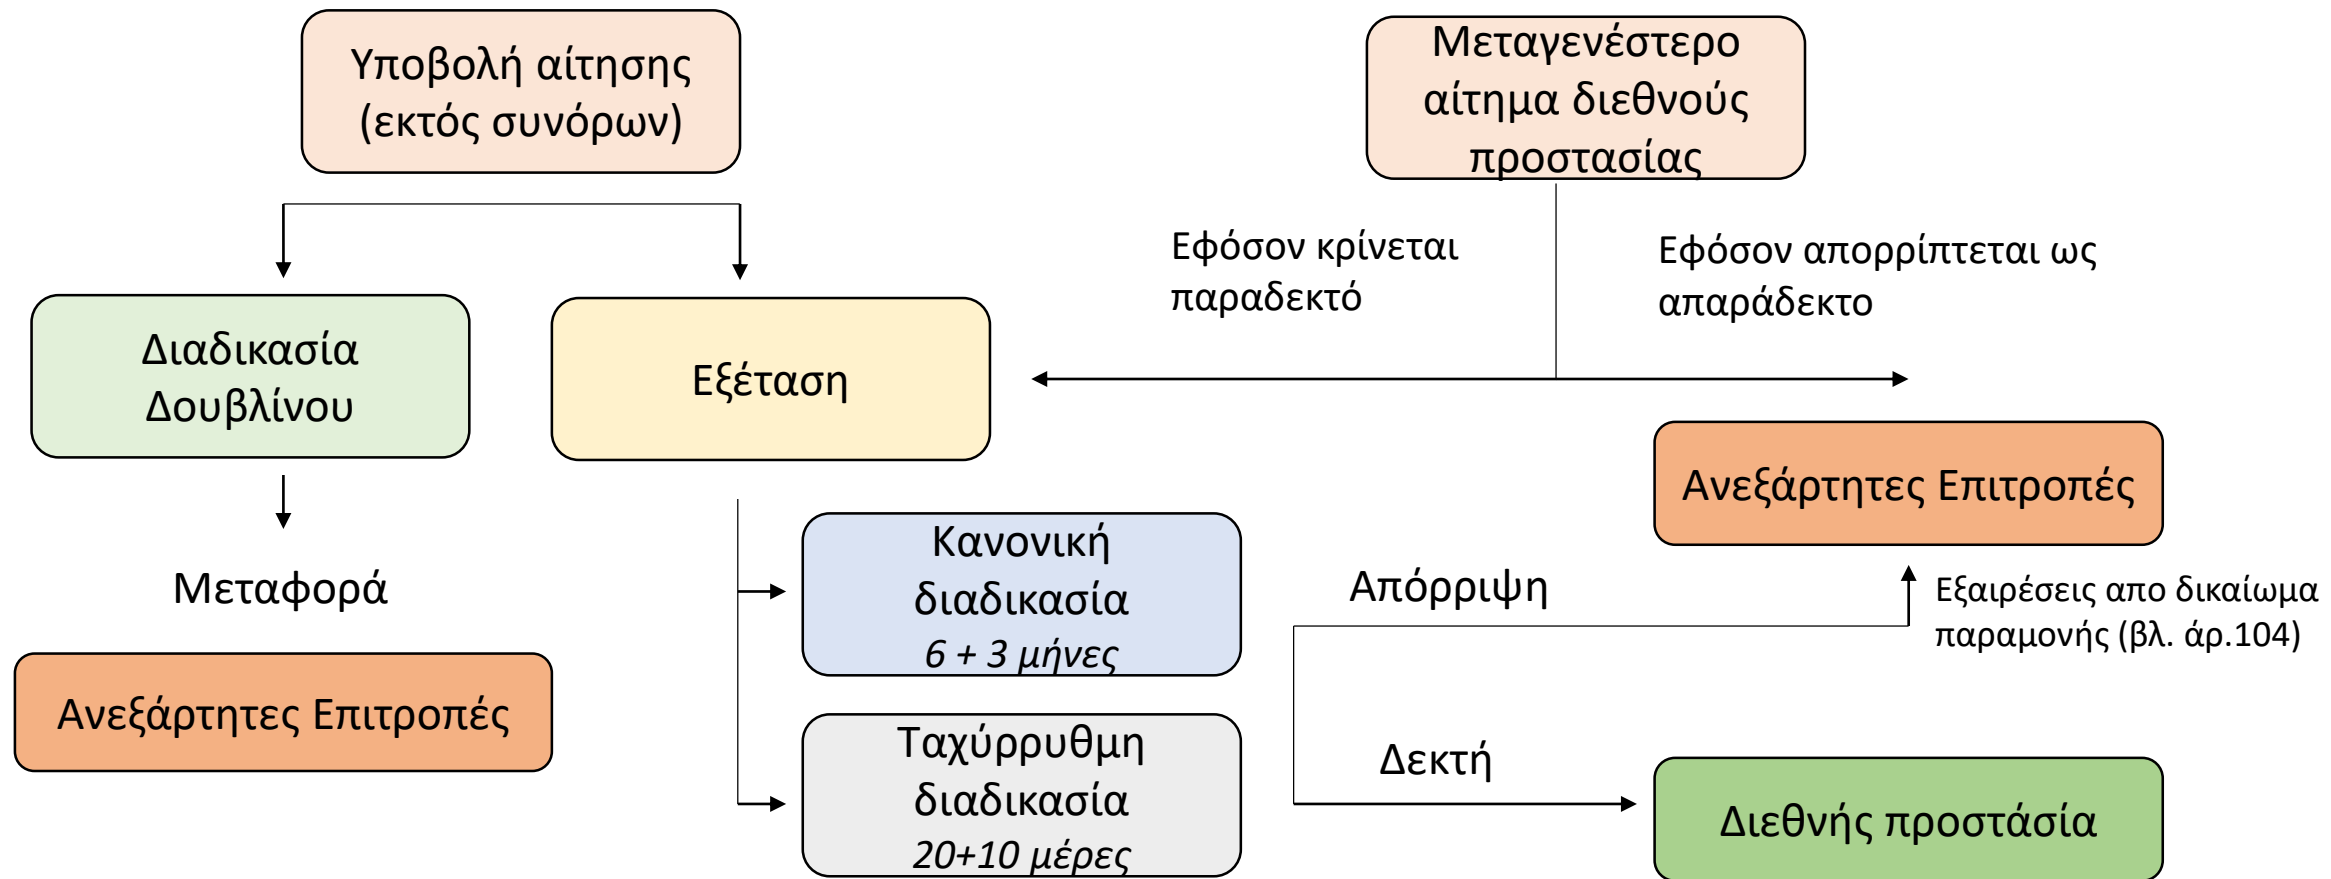 Υποβολή αίτησης
(εκτός συνόρων)
Μεταγενέστερο
αίτημα διεθνούς
προστασίας
Εφόσον κρίνεται
παραδεκτό
Εφόσον απορρίπτεται ως
απαράδεκτο
Διαδικασία
Δουβλίνου
Εξέταση
Ανεξάρτητες Επιτροπές
Μεταφορά
Κανονική
διαδικασία
6 + 3 μήνες
Απόρριψη
Εξαιρέσεις απο δικαίωμα
παραμονής (βλ. άρ.104)
Ανεξάρτητες Επιτροπές
Ταχύρρυθμη
διαδικασία
20+10 μέρες
Δεκτή
Διεθνής προστάσία